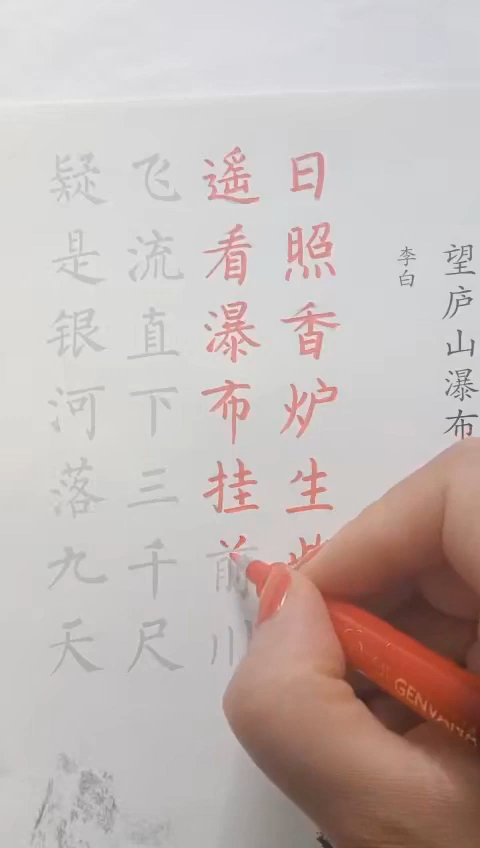 望庐山瀑布
李白
日照香炉生
遥看瀑布挂前川
飞流直下三千尺
疑是银河落九天